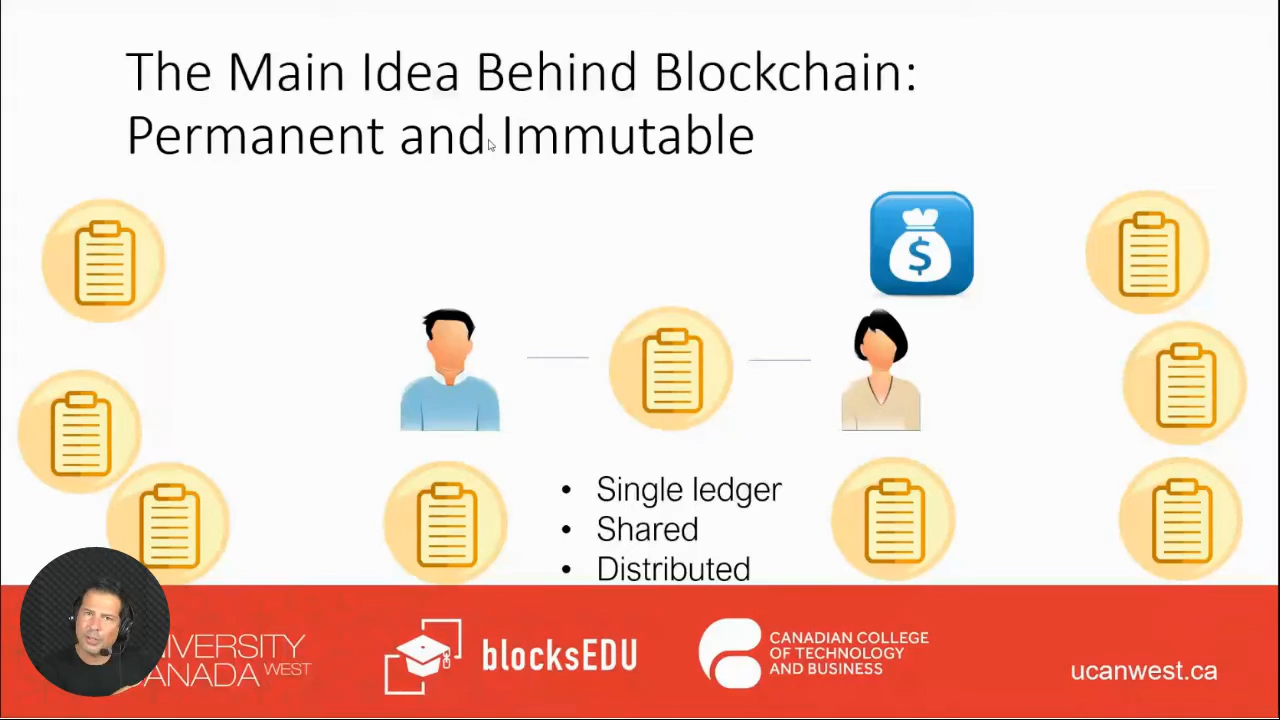 The Main Idea Behind Blockchain:
Permanent and Immutable
$
• Single ledger
• Shared
• Distributed
WEST
blocksEDU
CANADIAN COLLEGE
OF TECHNOLOGY
AND BUSINESS
ucanwest.ca